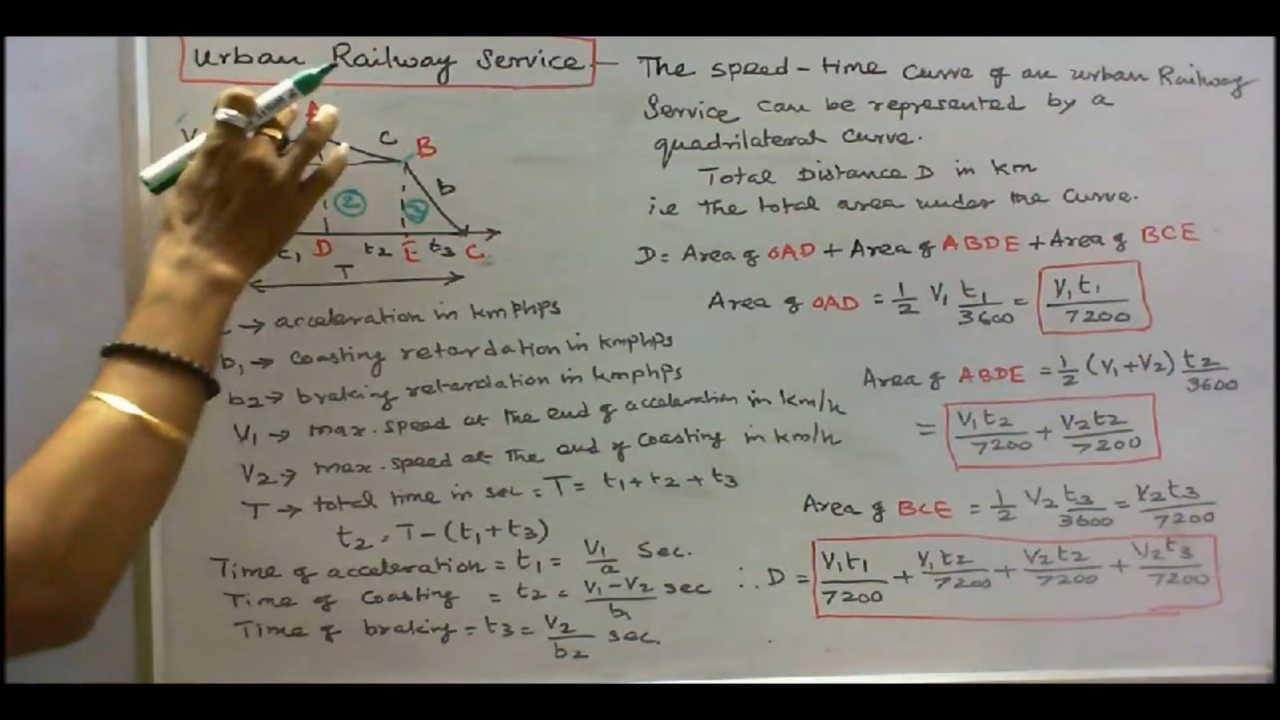 Urban Railway Service
The speed-time curve of an urban Railway
Service can be represented by a
quadrilateral curve.
Total Distance D in km
i.e the total area under the curve.
D = Area of OAD + Area of ABDE + Area of BCE
Area of OAD = 1/2 V1 t1/3600 = V1t1/7200
Area of ABDE = 1/2 (V1+V2) t2/3600
= V1t2/7200 + V2t2/7200
Area of BCE = 1/2 V2t3/3600 = V2t3/7200
∴ D = V1t1/7200 + V1t2/7200 + V2t2/7200 + V2t3/7200
A
C
B
b
2
3
D
t2
E
t3
C
T
→ acceleration in kmphps
b1 → coasting retardation in kmphps
b2 → braking retardation in kmphps
V1 → max. speed at the end of acceleration in km/h
V2 → max. speed at the end of coasting in km/h
T → total time in sec = T = t1+t2+t3
t2 = T-(t1+t3)
Time of acceleration = t1 = V1/a sec.
Time of coasting = t2 = V1-V2/b1 sec
Time of braking = t3 = V2/b2 sec.